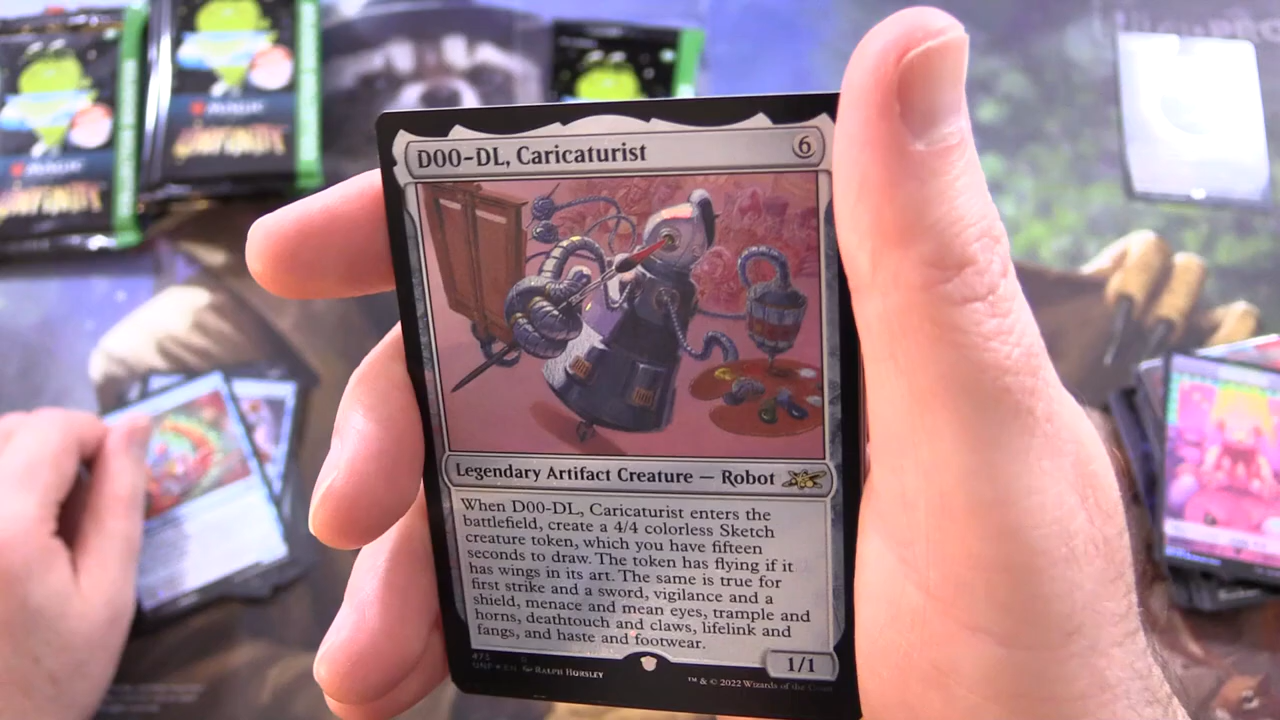 MAGIC
UNFINITY
D00-DL, Caricaturist
6
Legendary Artifact Creature — Robot
When D00-DL, Caricaturist enters the
battlefield, create a 4/4 colorless Sketch
creature token, which you have fifteen
seconds to draw. The token has flying if it
has wings in its art. The same is true for
first strike and a sword, vigilance and a
shield, menace and mean eyes, trample and
horns, deathtouch and claws, lifelink and
fangs, and haste and footwear.
1/1
RALPH HORSLEY
™ & © 2022 Wizards of the Coast